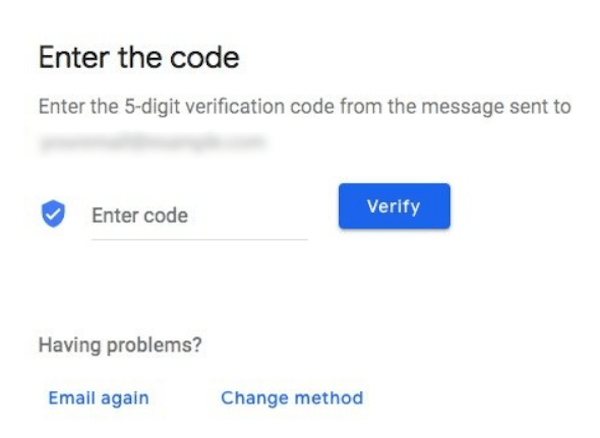 Enter the code
Enter the 5-digit verification code from the message sent to
Enter code
Verify
Having problems?
Email again
Change method